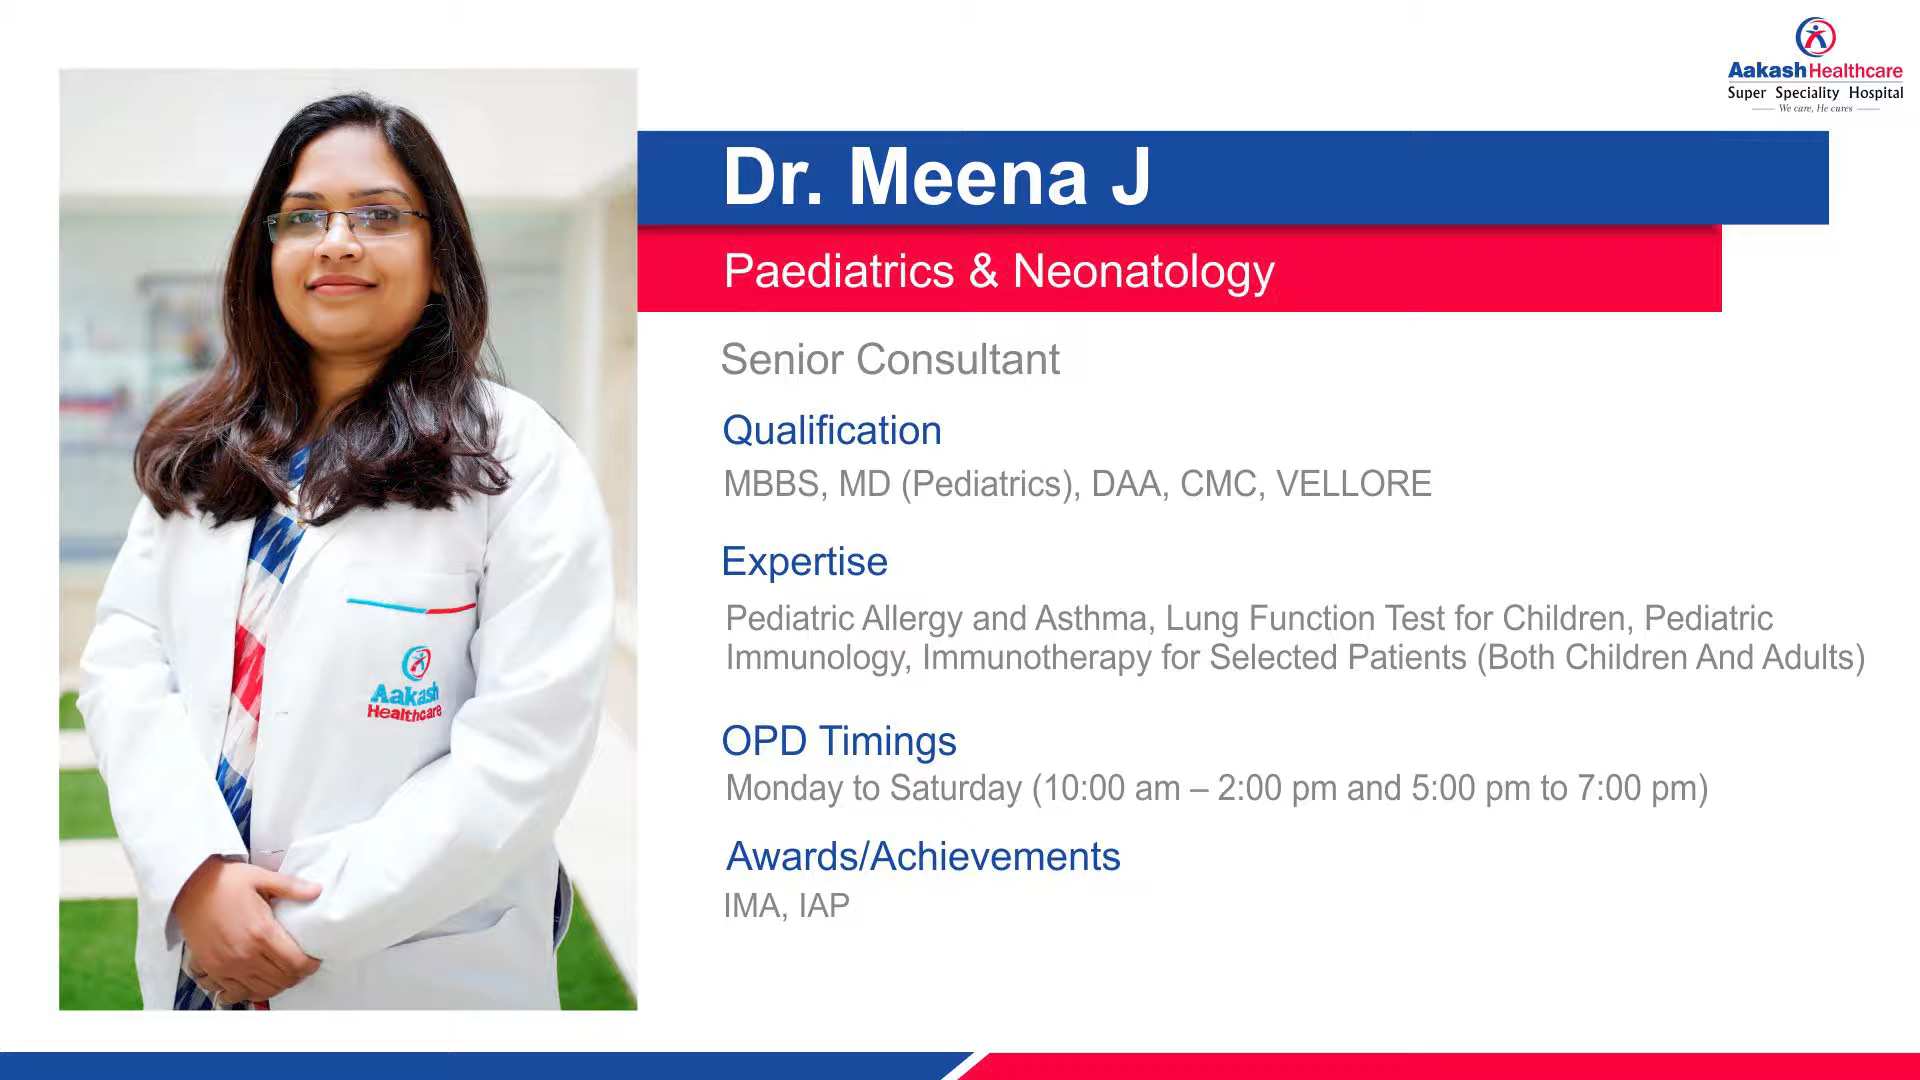 AakashHealthcare
Super Speciality Hospital
We care, He cures
Dr. Meena J
Paediatrics & Neonatology
Senior Consultant
Qualification
MBBS, MD (Pediatrics), DAA, CMC, VELLORE
Expertise
Pediatric Allergy and Asthma, Lung Function Test for Children, Pediatric
Immunology, Immunotherapy for Selected Patients (Both Children And Adults)
OPD Timings
Monday to Saturday (10:00 am – 2:00 pm and 5:00 pm to 7:00 pm)
Awards/Achievements
IMA, IAP
Aakash
Healthcare